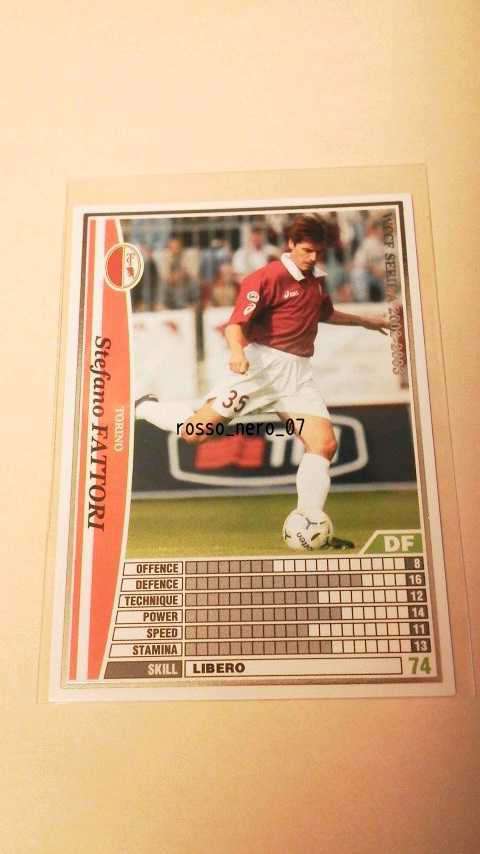 WCCF SERIE A 2002-2003
Stefano FATTORI
TORINO
35
rosso_nero_07
DF
OFFENCE 8
DEFENCE 16
TECHNIQUE 12
POWER 14
SPEED 11
STAMINA 13
SKILL LIBERO 74